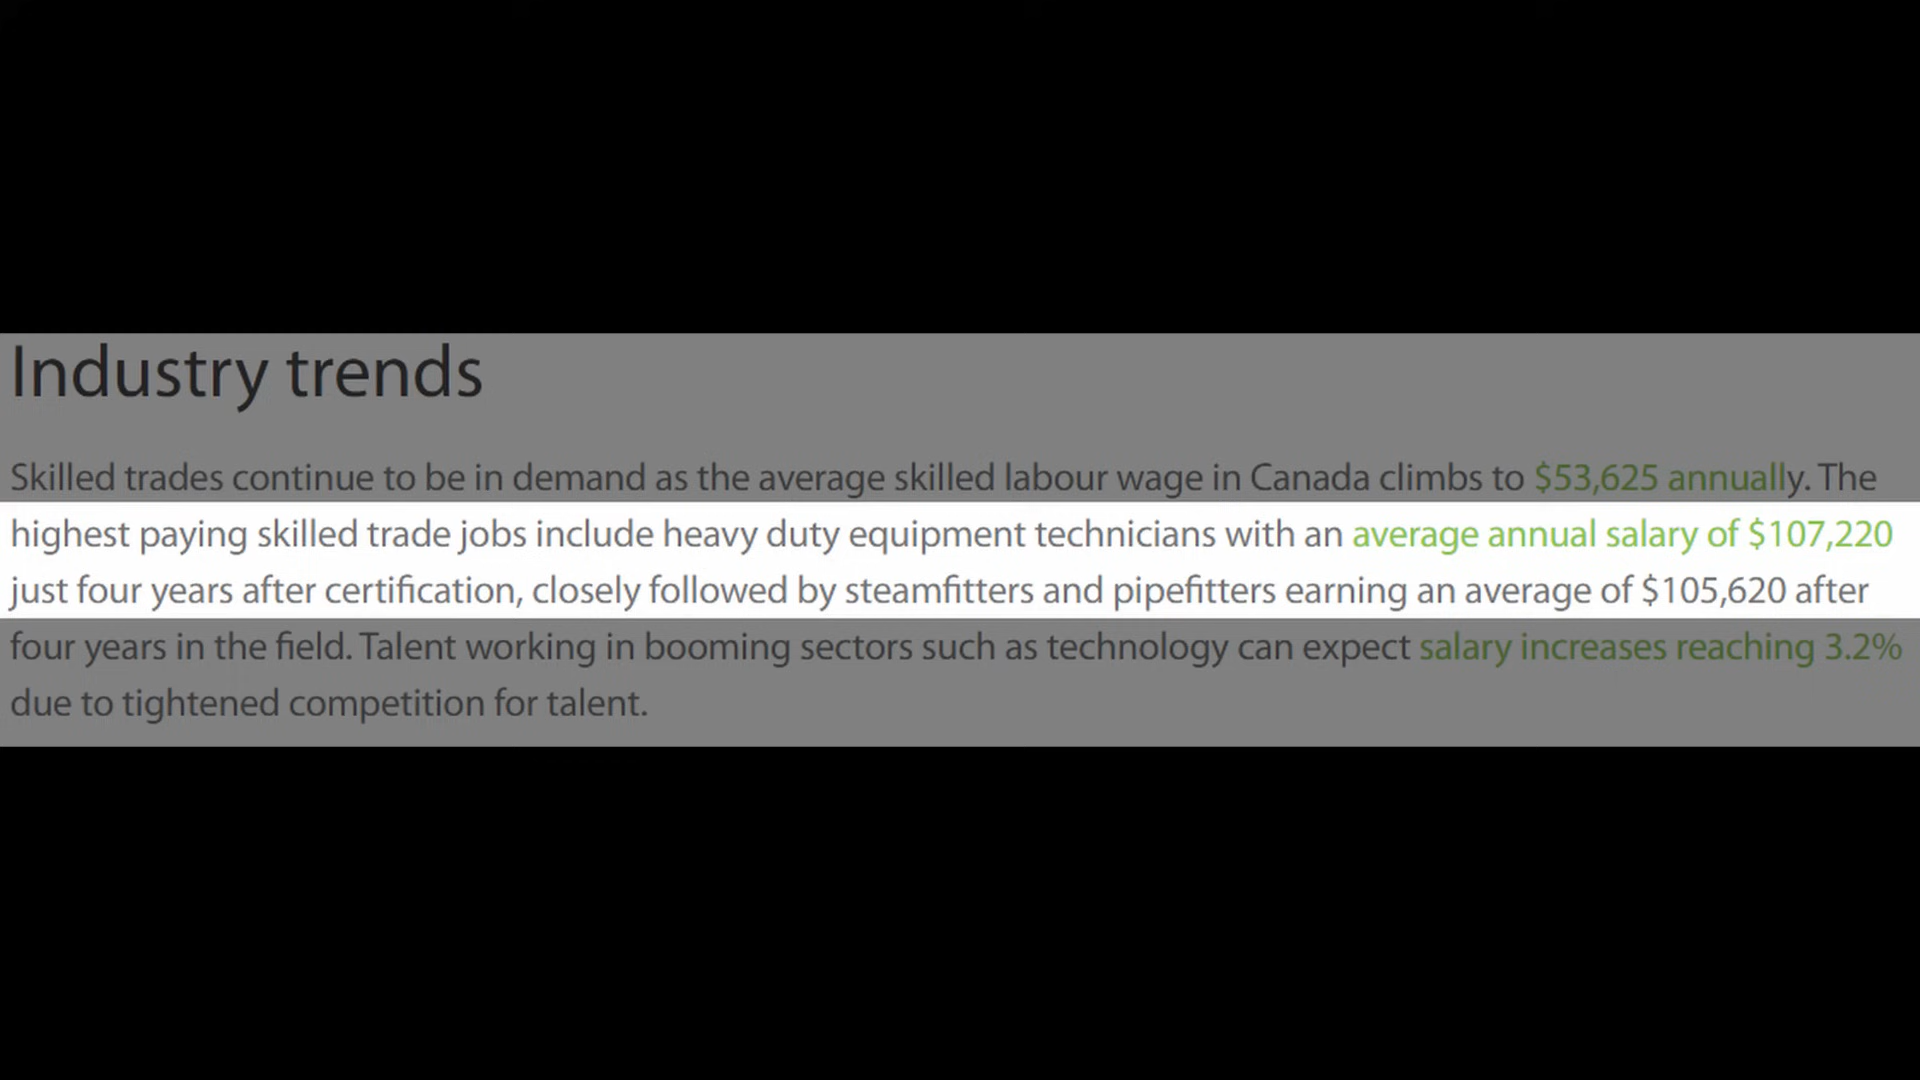 Industry trends
Skilled trades continue to be in demand as the average skilled labour wage in Canada climbs to $53,625 annually. The
highest paying skilled trade jobs include heavy duty equipment technicians with an average annual salary of $107,220
just four years after certification, closely followed by steamfitters and pipefitters earning an average of $105,620 after
four years in the field. Talent working in booming sectors such as technology can expect salary increases reaching 3.2%
due to tightened competition for talent.